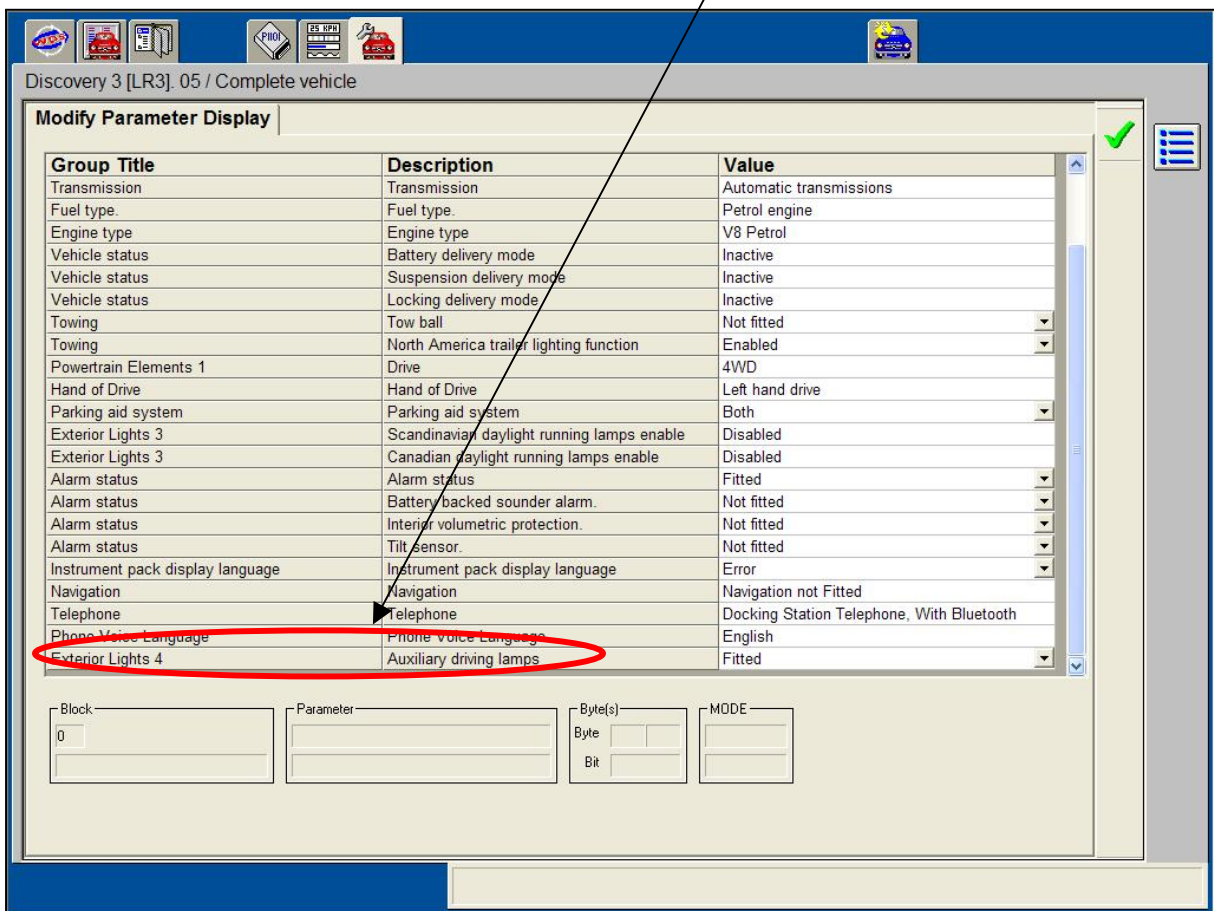 NGS PHOI 25 KPH
Discovery 3 [LR3]. 05 / Complete vehicle
Modify Parameter Display
Group Title Description Value
Transmission Transmission Automatic transmissions
Fuel type. Fuel type. Petrol engine
Engine type Engine type V8 Petrol
Vehicle status Battery delivery mode Inactive
Vehicle status Suspension delivery mode Inactive
Vehicle status Locking delivery mode Inactive
Towing Tow ball Not fitted
Towing North America trailer lighting function Enabled
Powertrain Elements 1 Drive 4WD
Hand of Drive Hand of Drive Left hand drive
Parking aid system Parking aid system Both
Exterior Lights 3 Scandinavian daylight running lamps enable Disabled
Exterior Lights 3 Canadian daylight running lamps enable Disabled
Alarm status Alarm status Fitted
Alarm status Battery backed sounder alarm. Not fitted
Alarm status Interior volumetric protection. Not fitted
Alarm status Tilt sensor. Not fitted
Instrument pack display language Instrument pack display language Error
Navigation Navigation Navigation not Fitted
Telephone Telephone Docking Station Telephone, With Bluetooth
Phone Voice Language Phone Voice Language English
Exterior Lights 4 Auxiliary driving lamps Fitted
Block Parameter Byte(s) MODE
0 Byte
Bit